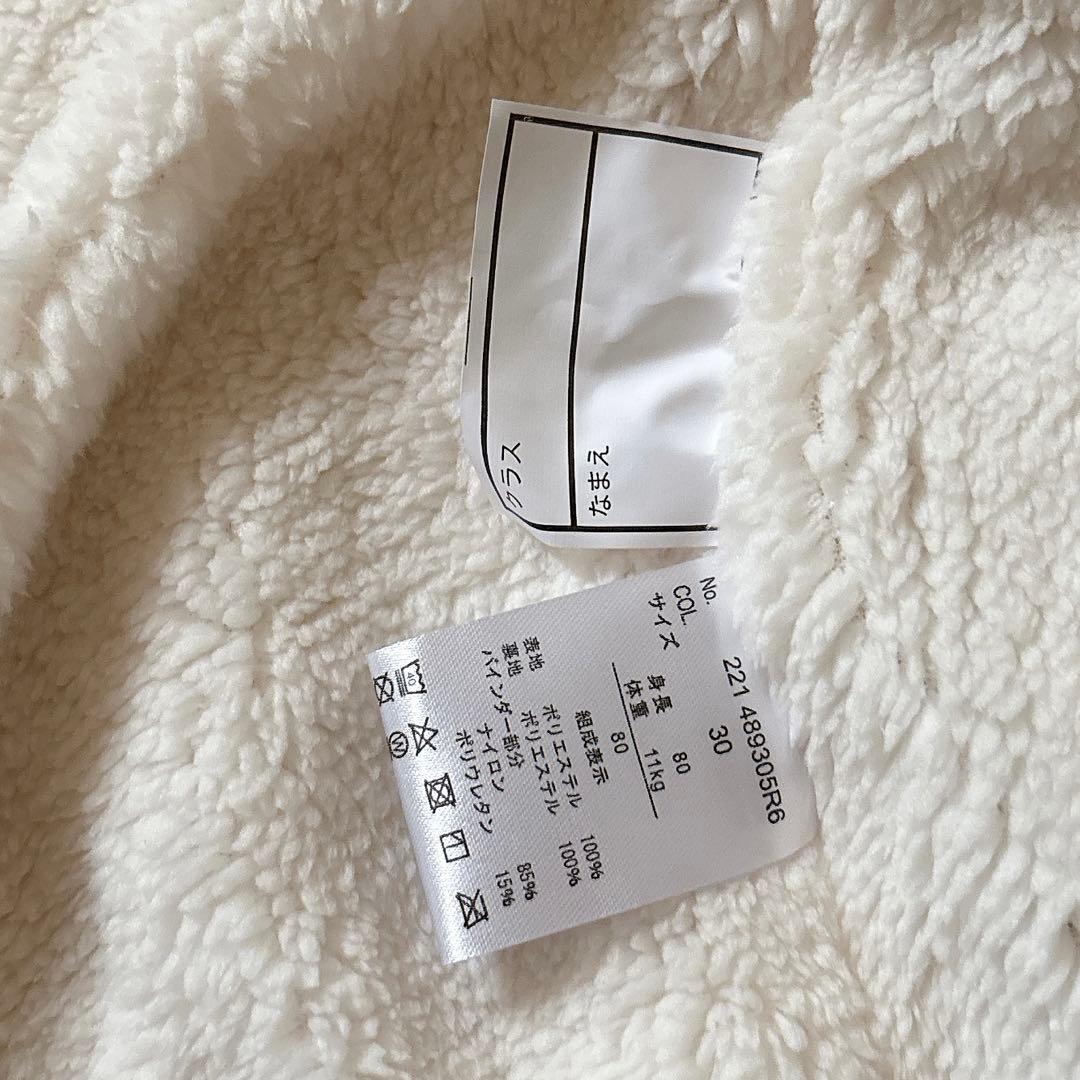 クラス
なまえ
No. 221 489305R6
COL. 30
サイズ
身長 80
体重 11kg
80
組成表示
表地 ポリエステル 100%
裏地 ポリエステル 100%
バインダー部分
ナイロン 85%
ポリウレタン 15%
40
W